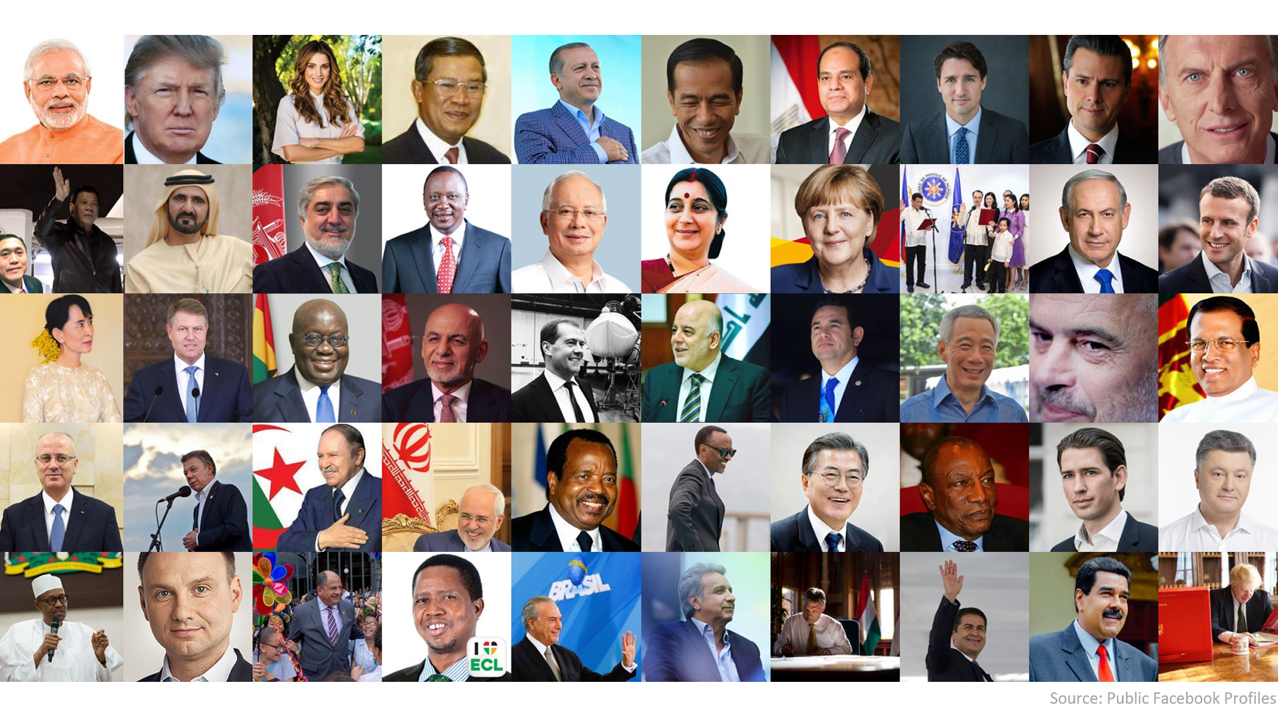 I
ECL
BRASIL
Source: Public Facebook Profiles